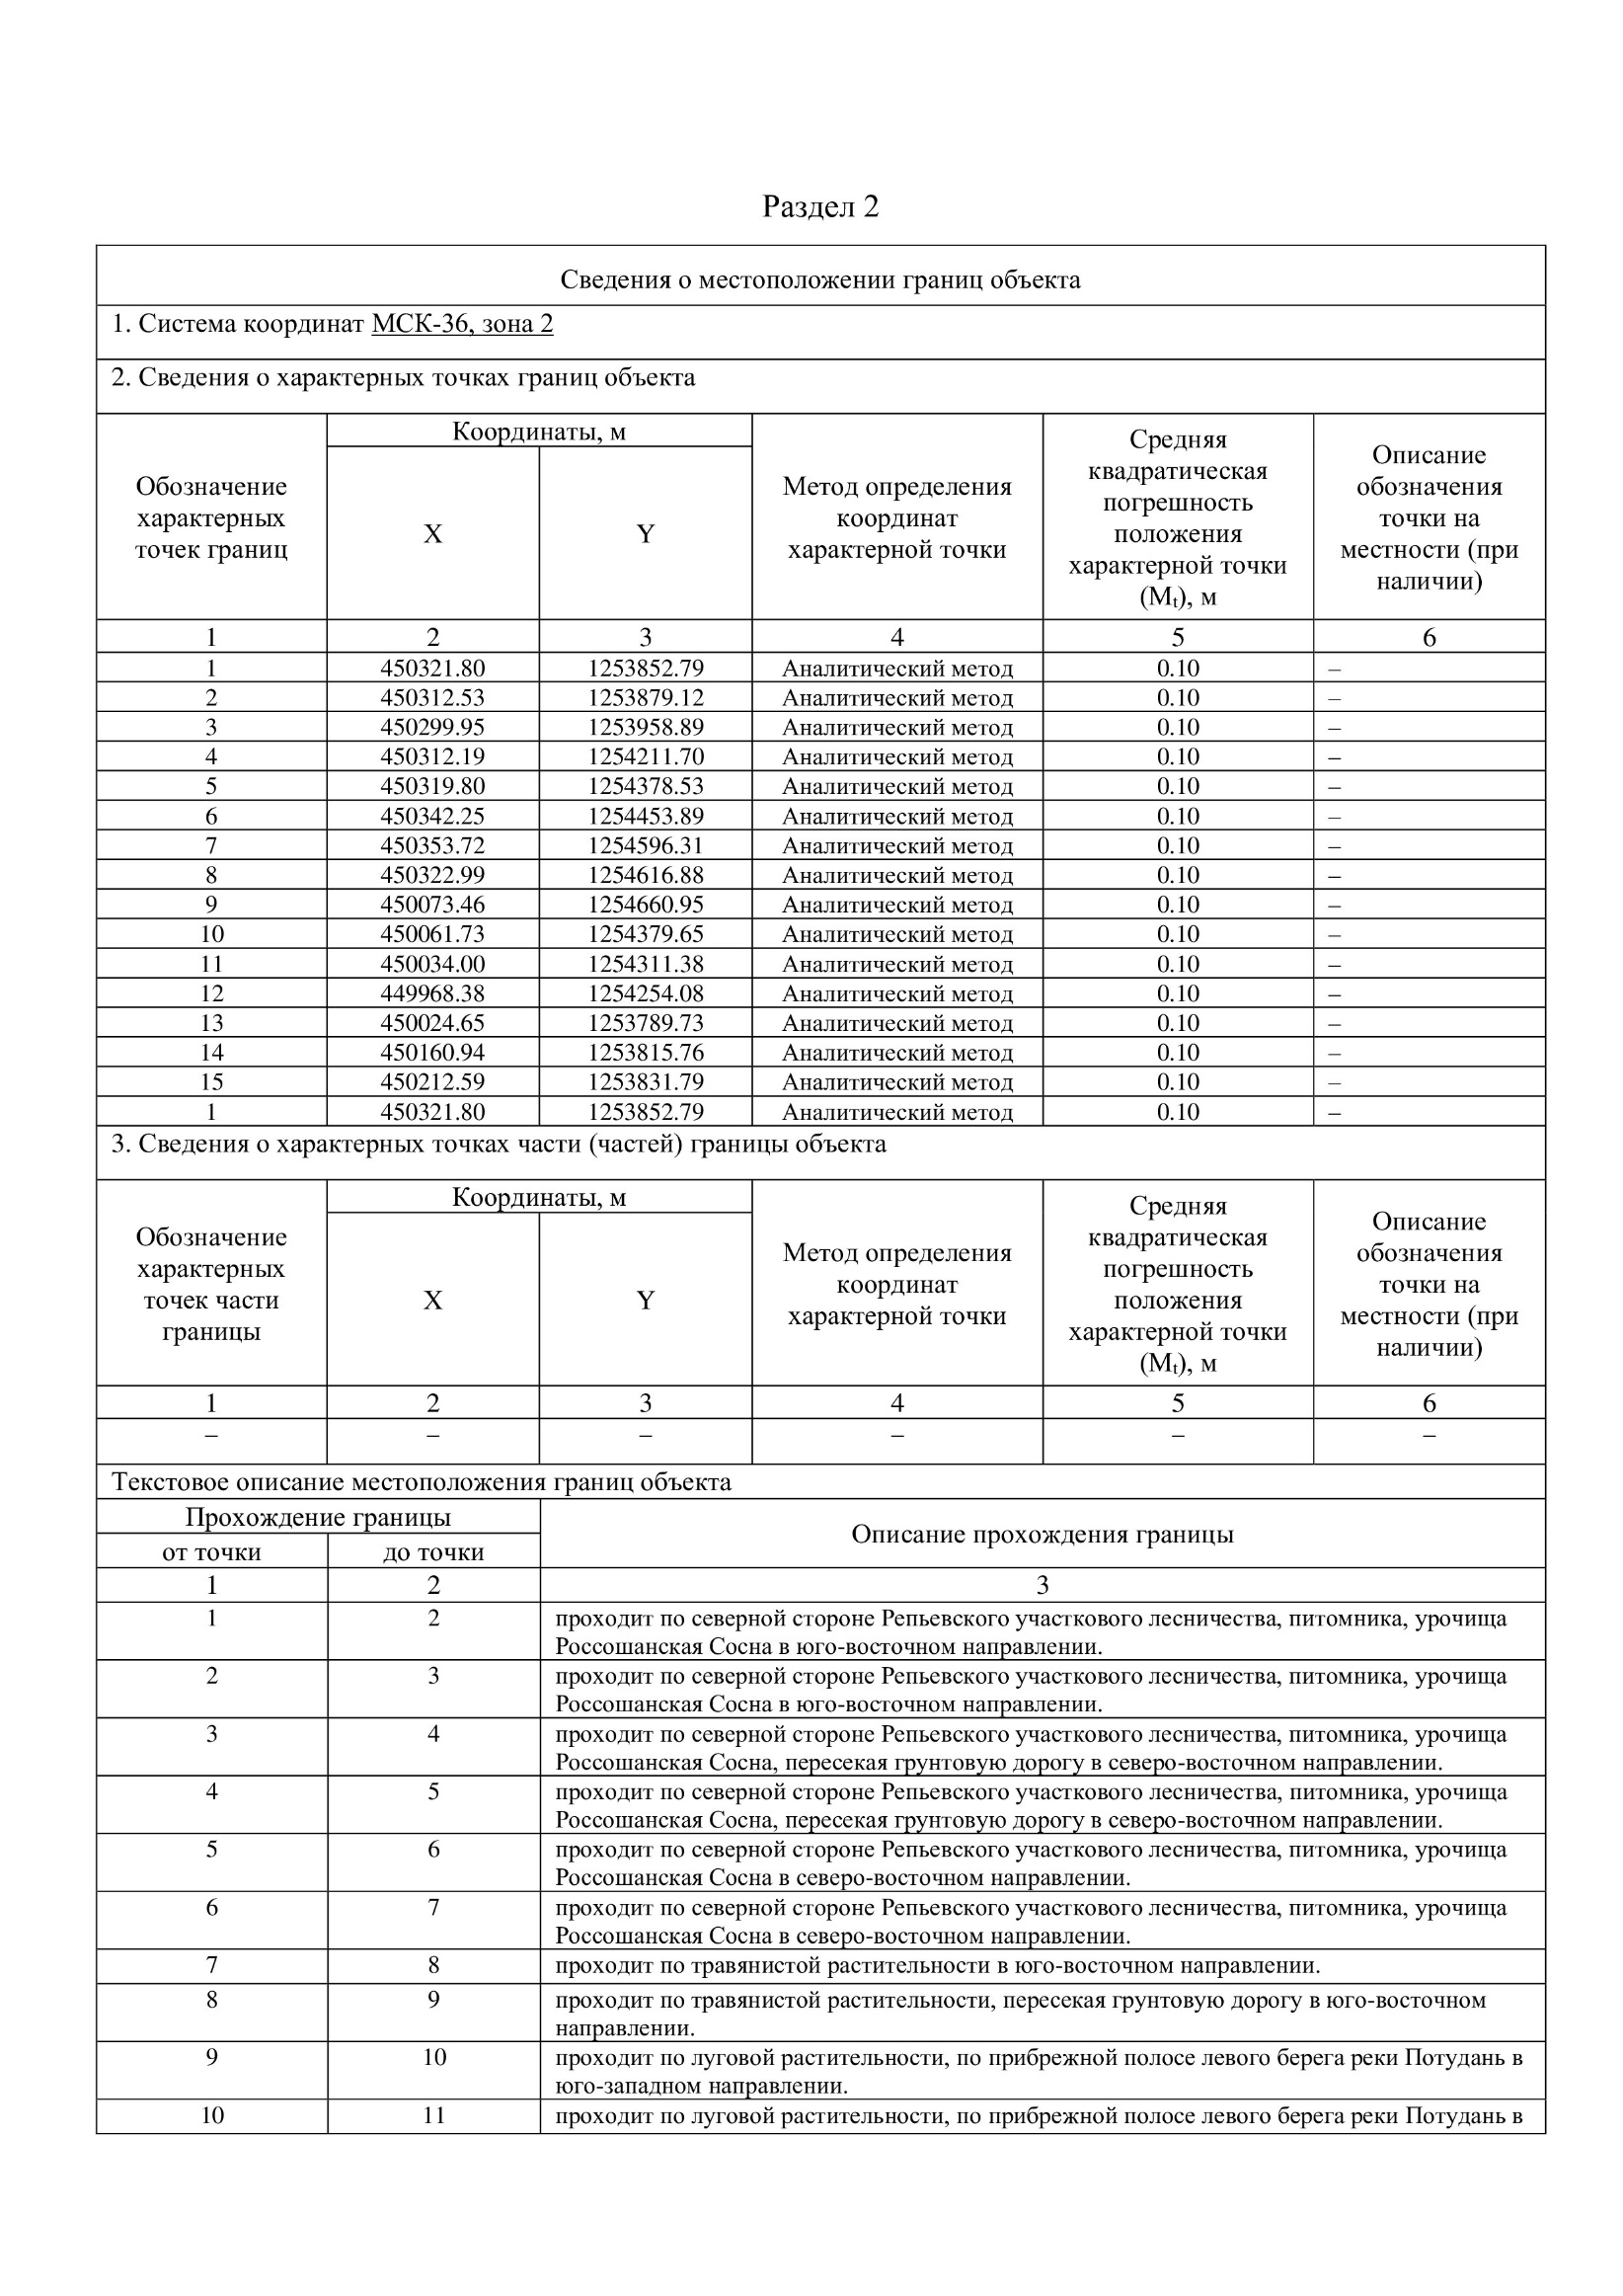 Раздел 2
Сведения о местоположении границ объекта
1. Система координат МСК-36, зона 2
2. Сведения о характерных точках границ объекта
Обозначение характерных точек границ
Координаты, м
X
Y
Метод определения координат характерной точки
Средняя квадратическая погрешность положения характерной точки (Mt), м
Описание обозначения точки на местности (при наличии)
1 2 3 4 5 6
1 450321.80 1253852.79 Аналитический метод 0.10 –
2 450312.53 1253879.12 Аналитический метод 0.10 –
3 450299.95 1253958.89 Аналитический метод 0.10 –
4 450312.19 1254211.70 Аналитический метод 0.10 –
5 450319.80 1254378.53 Аналитический метод 0.10 –
6 450342.25 1254453.89 Аналитический метод 0.10 –
7 450353.72 1254596.31 Аналитический метод 0.10 –
8 450322.99 1254616.88 Аналитический метод 0.10 –
9 450073.46 1254660.95 Аналитический метод 0.10 –
10 450061.73 1254379.65 Аналитический метод 0.10 –
11 450034.00 1254311.38 Аналитический метод 0.10 –
12 449968.38 1254254.08 Аналитический метод 0.10 –
13 450024.65 1253789.73 Аналитический метод 0.10 –
14 450160.94 1253815.76 Аналитический метод 0.10 –
15 450212.59 1253831.79 Аналитический метод 0.10 –
1 450321.80 1253852.79 Аналитический метод 0.10 –
3. Сведения о характерных точках части (частей) границы объекта
Обозначение характерных точек части границы
Координаты, м
X
Y
Метод определения координат характерной точки
Средняя квадратическая погрешность положения характерной точки (Mt), м
Описание обозначения точки на местности (при наличии)
1 2 3 4 5 6
– – – – – –
Текстовое описание местоположения границ объекта
Прохождение границы
Описание прохождения границы
от точки до точки
1 2 3
1 2 проходит по северной стороне Репьевского участкового лесничества, питомника, урочища
Россошанская Сосна в юго-восточном направлении.
2 3 проходит по северной стороне Репьевского участкового лесничества, питомника, урочища
Россошанская Сосна в юго-восточном направлении.
3 4 проходит по северной стороне Репьевского участкового лесничества, питомника, урочища
Россошанская Сосна, пересекая грунтовую дорогу в северо-восточном направлении.
4 5 проходит по северной стороне Репьевского участкового лесничества, питомника, урочища
Россошанская Сосна, пересекая грунтовую дорогу в северо-восточном направлении.
5 6 проходит по северной стороне Репьевского участкового лесничества, питомника, урочища
Россошанская Сосна в северо-восточном направлении.
6 7 проходит по северной стороне Репьевского участкового лесничества, питомника, урочища
Россошанская Сосна в северо-восточном направлении.
7 8 проходит по травянистой растительности в юго-восточном направлении.
8 9 проходит по травянистой растительности, пересекая грунтовую дорогу в юго-восточном
направлении.
9 10 проходит по луговой растительности, по прибрежной полосе левого берега реки Потудань в
юго-западном направлении.
10 11 проходит по луговой растительности, по прибрежной полосе левого берега реки Потудань в